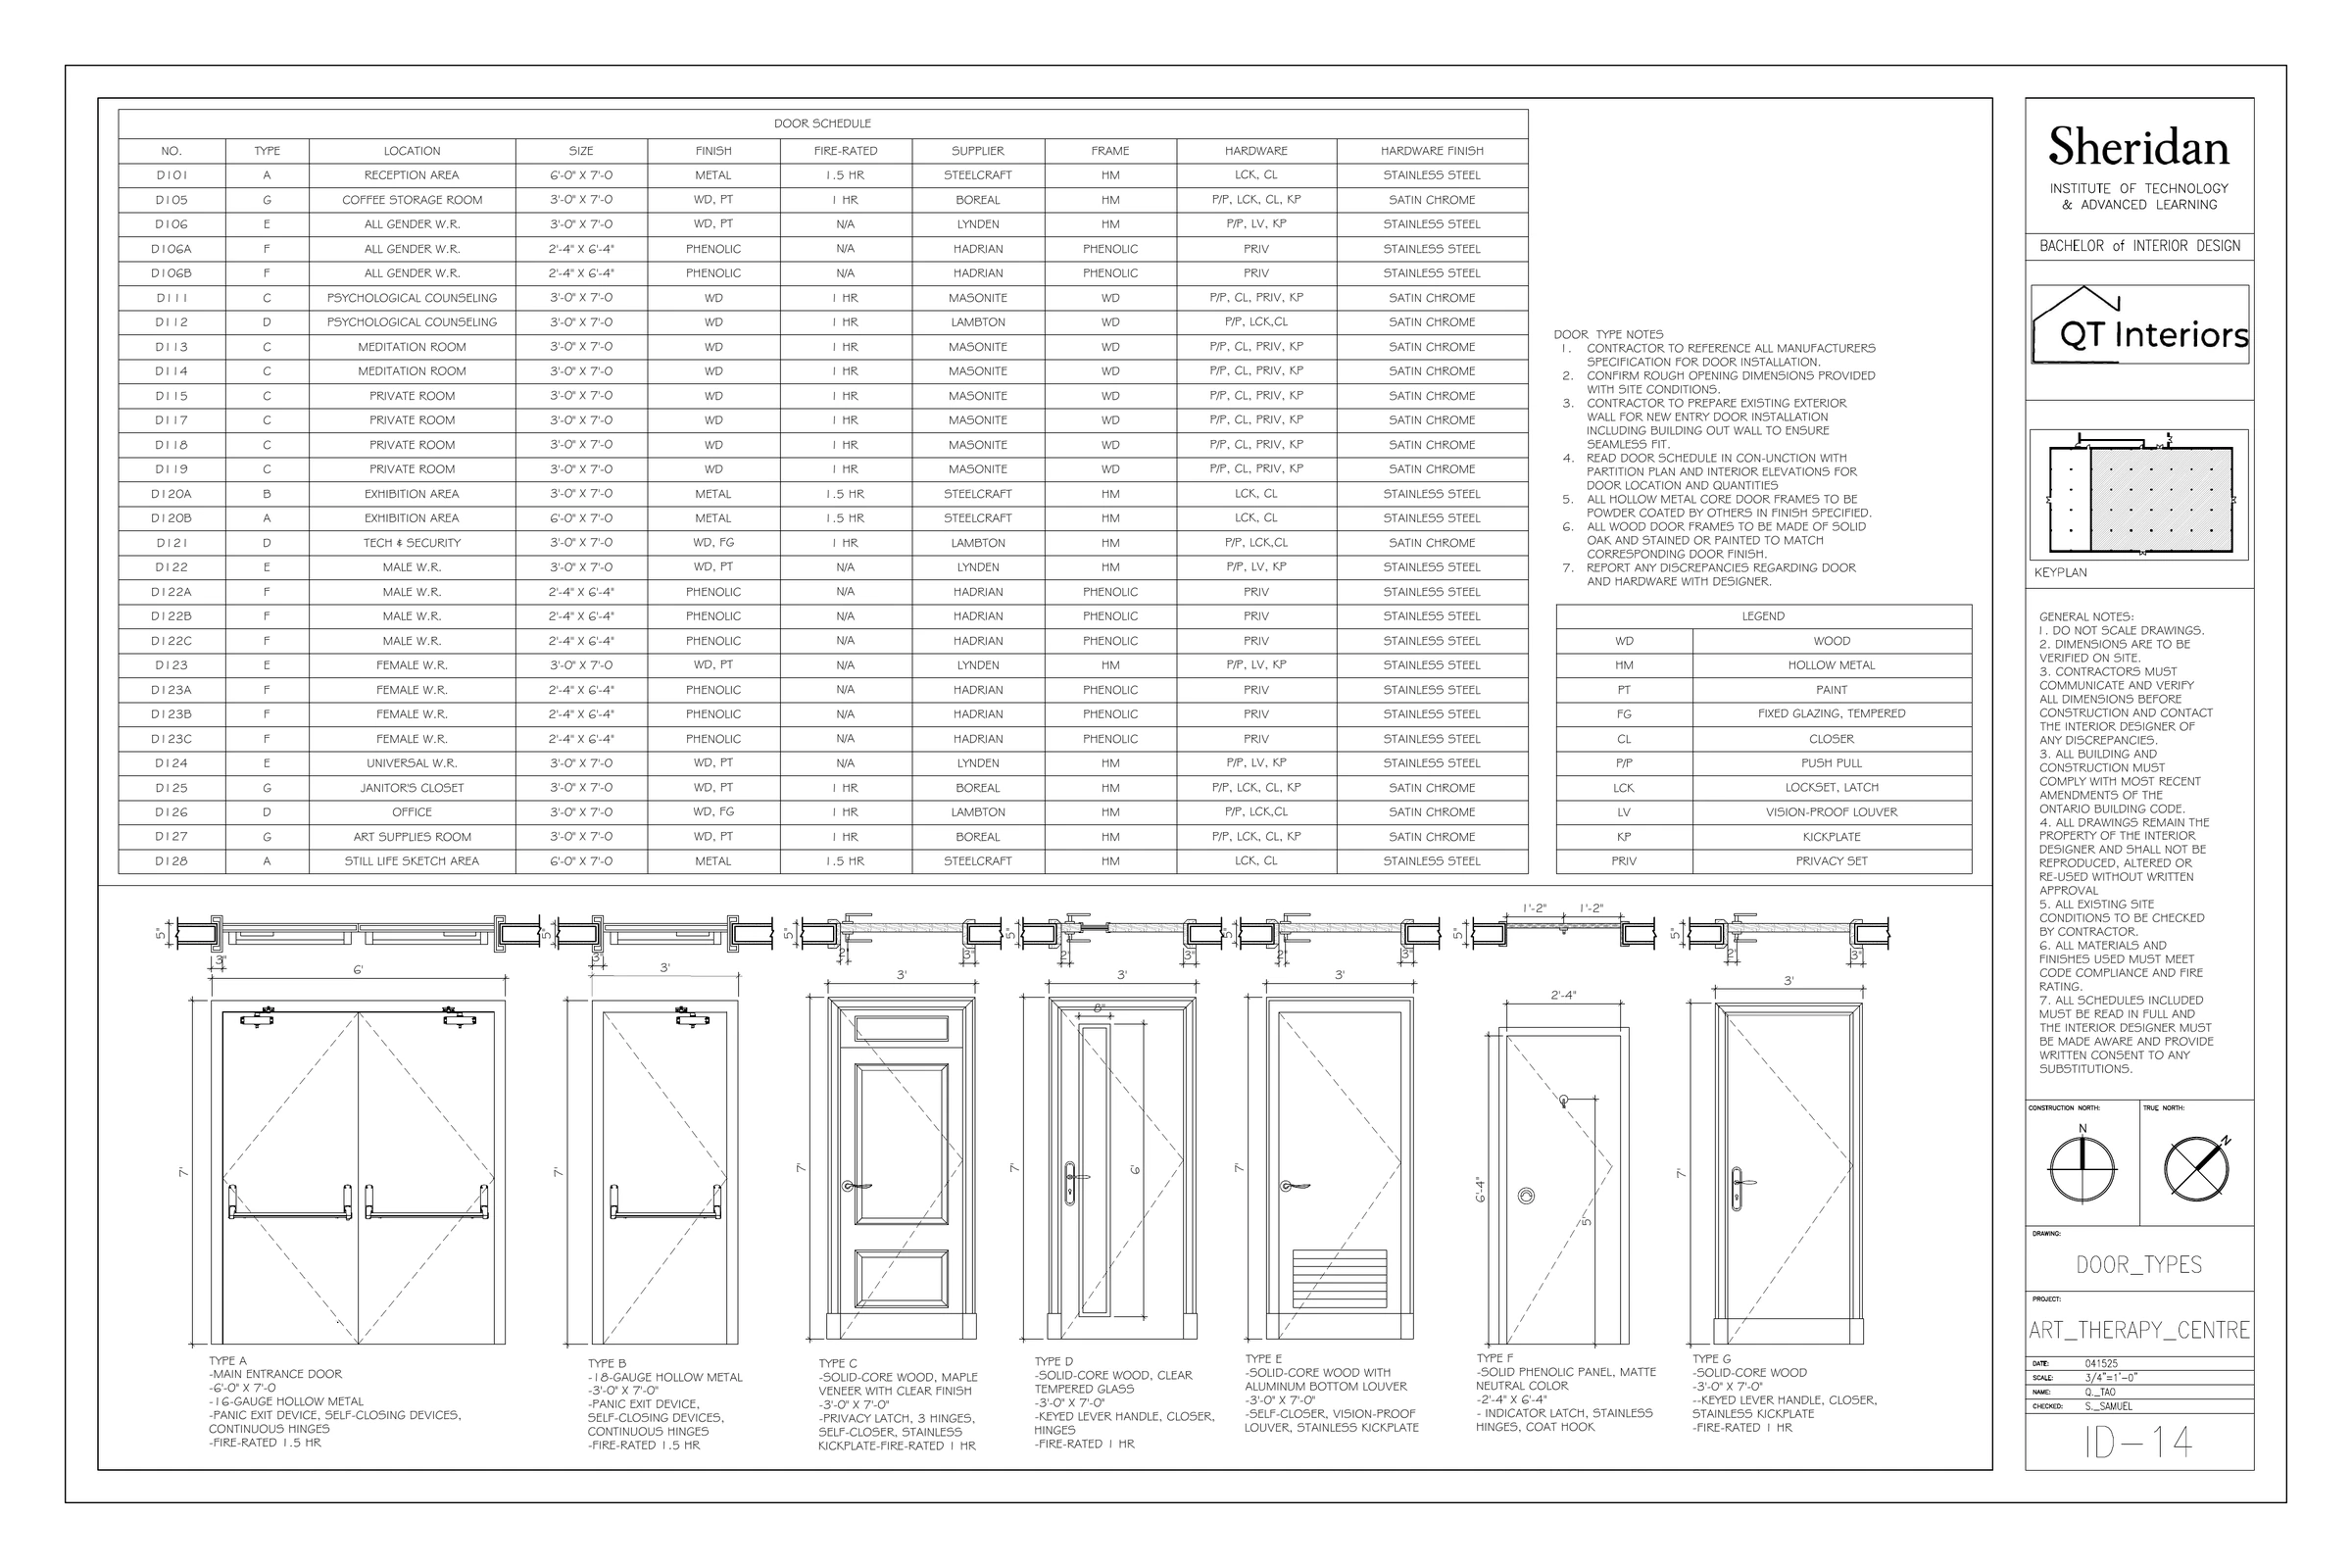 DOOR SCHEDULE
NO. TYPE LOCATION SIZE FINISH FIRE-RATED SUPPLIER FRAME HARDWARE HARDWARE FINISH
D101 A RECEPTION AREA 6'-0" X 7'-0 METAL 1.5 HR STEELCRAFT HM LCK, CL STAINLESS STEEL
D105 G COFFEE STORAGE ROOM 3'-0" X 7'-0 WD, PT 1 HR BOREAL HM P/P, LCK, CL, KP SATIN CHROME
D106 E ALL GENDER W.R. 3'-0" X 7'-0 WD, PT N/A LYNDEN HM P/P, LV, KP STAINLESS STEEL
D106A F ALL GENDER W.R. 2'-4" X 6'-4" PHENOLIC N/A HADRIAN PHENOLIC PRIV STAINLESS STEEL
D106B F ALL GENDER W.R. 2'-4" X 6'-4" PHENOLIC N/A HADRIAN PHENOLIC PRIV STAINLESS STEEL
D111 C PSYCHOLOGICAL COUNSELING 3'-0" X 7'-0 WD 1 HR MASONITE WD P/P, CL, PRIV, KP SATIN CHROME
D112 D PSYCHOLOGICAL COUNSELING 3'-0" X 7'-0 WD 1 HR LAMBTON WD P/P, LCK,CL SATIN CHROME
D113 C MEDITATION ROOM 3'-0" X 7'-0 WD 1 HR MASONITE WD P/P, CL, PRIV, KP SATIN CHROME
D114 C MEDITATION ROOM 3'-0" X 7'-0 WD 1 HR MASONITE WD P/P, CL, PRIV, KP SATIN CHROME
D115 C PRIVATE ROOM 3'-0" X 7'-0 WD 1 HR MASONITE WD P/P, CL, PRIV, KP SATIN CHROME
D117 C PRIVATE ROOM 3'-0" X 7'-0 WD 1 HR MASONITE WD P/P, CL, PRIV, KP SATIN CHROME
D118 C PRIVATE ROOM 3'-0" X 7'-0 WD 1 HR MASONITE WD P/P, CL, PRIV, KP SATIN CHROME
D119 C PRIVATE ROOM 3'-0" X 7'-0 WD 1 HR MASONITE WD P/P, CL, PRIV, KP SATIN CHROME
D120A B EXHIBITION AREA 3'-0" X 7'-0 METAL 1.5 HR STEELCRAFT HM LCK, CL STAINLESS STEEL
D120B A EXHIBITION AREA 6'-0" X 7'-0 METAL 1.5 HR STEELCRAFT HM LCK, CL STAINLESS STEEL
D121 D TECH & SECURITY 3'-0" X 7'-0 WD, FG 1 HR LAMBTON HM P/P, LCK,CL SATIN CHROME
D122 E MALE W.R. 3'-0" X 7'-0 WD, PT N/A LYNDEN HM P/P, LV, KP STAINLESS STEEL
D122A F MALE W.R. 2'-4" X 6'-4" PHENOLIC N/A HADRIAN PHENOLIC PRIV STAINLESS STEEL
D122B F MALE W.R. 2'-4" X 6'-4" PHENOLIC N/A HADRIAN PHENOLIC PRIV STAINLESS STEEL
D122C F MALE W.R. 2'-4" X 6'-4" PHENOLIC N/A HADRIAN PHENOLIC PRIV STAINLESS STEEL
D123 E FEMALE W.R. 3'-0" X 7'-0 WD, PT N/A LYNDEN HM P/P, LV, KP STAINLESS STEEL
D123A F FEMALE W.R. 2'-4" X 6'-4" PHENOLIC N/A HADRIAN PHENOLIC PRIV STAINLESS STEEL
D123B F FEMALE W.R. 2'-4" X 6'-4" PHENOLIC N/A HADRIAN PHENOLIC PRIV STAINLESS STEEL
D123C F FEMALE W.R. 2'-4" X 6'-4" PHENOLIC N/A HADRIAN PHENOLIC PRIV STAINLESS STEEL
D124 E UNIVERSAL W.R. 3'-0" X 7'-0 WD, PT N/A LYNDEN HM P/P, LV, KP STAINLESS STEEL
D125 G JANITOR'S CLOSET 3'-0" X 7'-0 WD, PT 1 HR BOREAL HM P/P, LCK, CL, KP SATIN CHROME
D126 D OFFICE 3'-0" X 7'-0 WD, FG 1 HR LAMBTON HM P/P, LCK,CL SATIN CHROME
D127 G ART SUPPLIES ROOM 3'-0" X 7'-0 WD, PT 1 HR BOREAL HM P/P, LCK, CL, KP SATIN CHROME
D128 A STILL LIFE SKETCH AREA 6'-0" X 7'-0 METAL 1.5 HR STEELCRAFT HM LCK, CL STAINLESS STEEL
DOOR TYPE NOTES
1. CONTRACTOR TO REFERENCE ALL MANUFACTURERS
SPECIFICATION FOR DOOR INSTALLATION.
2. CONFIRM ROUGH OPENING DIMENSIONS PROVIDED
WITH SITE CONDITIONS.
3. CONTRACTOR TO PREPARE EXISTING EXTERIOR
WALL FOR NEW ENTRY DOOR INSTALLATION
INCLUDING BUILDING OUT WALL TO ENSURE
SEAMLESS FIT.
4. READ DOOR SCHEDULE IN CON-UNCTION WITH
PARTITION PLAN AND INTERIOR ELEVATIONS FOR
DOOR LOCATION AND QUANTITIES
5. ALL HOLLOW METAL CORE DOOR FRAMES TO BE
POWDER COATED BY OTHERS IN FINISH SPECIFIED.
6. ALL WOOD DOOR FRAMES TO BE MADE OF SOLID
OAK AND STAINED OR PAINTED TO MATCH
CORRESPONDING DOOR FINISH.
7. REPORT ANY DISCREPANCIES REGARDING DOOR
AND HARDWARE WITH DESIGNER.
LEGEND
WD WOOD
HM HOLLOW METAL
PT PAINT
FG FIXED GLAZING, TEMPERED
CL CLOSER
P/P PUSH PULL
LCK LOCKSET, LATCH
LV VISION-PROOF LOUVER
KP KICKPLATE
PRIV PRIVACY SET
5" 3" 6' 7'
TYPE A
-MAIN ENTRANCE DOOR
-6'-0" X 7'-0
-16-GAUGE HOLLOW METAL
-PANIC EXIT DEVICE, SELF-CLOSING DEVICES,
CONTINUOUS HINGES
-FIRE-RATED 1.5 HR
5" 3" 3' 7'
TYPE B
-18-GAUGE HOLLOW METAL
-3'-0" X 7'-0"
-PANIC EXIT DEVICE,
SELF-CLOSING DEVICES,
CONTINUOUS HINGES
-FIRE-RATED 1.5 HR
5" 2" 3" 3' 7'
TYPE C
-SOLID-CORE WOOD, MAPLE
VENEER WITH CLEAR FINISH
-3'-0" X 7'-0"
-PRIVACY LATCH, 3 HINGES,
SELF-CLOSER, STAINLESS
KICKPLATE-FIRE-RATED 1 HR
5" 2" 3" 3' 8" 6' 7'
TYPE D
-SOLID-CORE WOOD, CLEAR
TEMPERED GLASS
-3'-0" X 7'-0"
-KEYED LEVER HANDLE, CLOSER,
HINGES
-FIRE-RATED 1 HR
5" 2" 3" 3' 7'
TYPE E
-SOLID-CORE WOOD WITH
ALUMINUM BOTTOM LOUVER
-3'-0" X 7'-0"
-SELF-CLOSER, VISION-PROOF
LOUVER, STAINLESS KICKPLATE
5" 1'-2" 1'-2" 2'-4" 6'-4" 5'
TYPE F
-SOLID PHENOLIC PANEL, MATTE
NEUTRAL COLOR
-2'-4" X 6'-4"
- INDICATOR LATCH, STAINLESS
HINGES, COAT HOOK
5" 2" 3" 3' 7'
TYPE G
-SOLID-CORE WOOD
-3'-0" X 7'-0"
--KEYED LEVER HANDLE, CLOSER,
STAINLESS KICKPLATE
-FIRE-RATED 1 HR
Sheridan
INSTITUTE OF TECHNOLOGY
& ADVANCED LEARNING
BACHELOR of INTERIOR DESIGN
QT Interiors
KEYPLAN
GENERAL NOTES:
1. DO NOT SCALE DRAWINGS.
2. DIMENSIONS ARE TO BE
VERIFIED ON SITE.
3. CONTRACTORS MUST
COMMUNICATE AND VERIFY
ALL DIMENSIONS BEFORE
CONSTRUCTION AND CONTACT
THE INTERIOR DESIGNER OF
ANY DISCREPANCIES.
3. ALL BUILDING AND
CONSTRUCTION MUST
COMPLY WITH MOST RECENT
AMENDMENTS OF THE
ONTARIO BUILDING CODE.
4. ALL DRAWINGS REMAIN THE
PROPERTY OF THE INTERIOR
DESIGNER AND SHALL NOT BE
REPRODUCED, ALTERED OR
RE-USED WITHOUT WRITTEN
APPROVAL
5. ALL EXISTING SITE
CONDITIONS TO BE CHECKED
BY CONTRACTOR.
6. ALL MATERIALS AND
FINISHES USED MUST MEET
CODE COMPLIANCE AND FIRE
RATING.
7. ALL SCHEDULES INCLUDED
MUST BE READ IN FULL AND
THE INTERIOR DESIGNER MUST
BE MADE AWARE AND PROVIDE
WRITTEN CONSENT TO ANY
SUBSTITUTIONS.
CONSTRUCTION NORTH: TRUE NORTH:
N N
DRAWING:
DOOR_TYPES
PROJECT:
ART_THERAPY_CENTRE
DATE: 041525
SCALE: 3/4"=1'-0"
NAME: Q._TAO
CHECKED: S._SAMUEL
ID-14